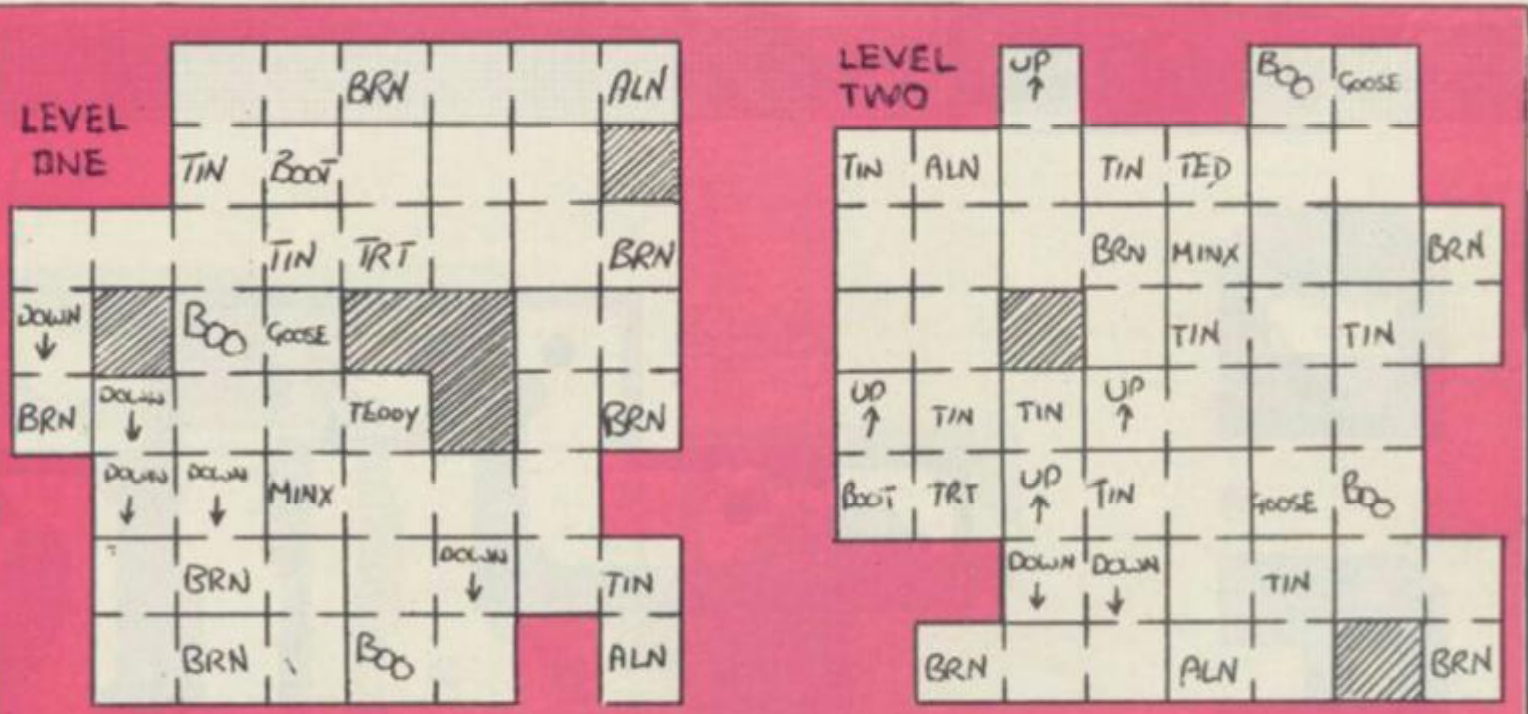 LEVEL ONE
BRN ALN
TIN BOOT
TIN TRT BRN
DOWN ↓ BOO GOOSE
BRN DOWN ↓ TEDDY BRN
DOWN ↓ DOWN ↓ MINX
BRN DOWN ↓ TIN
BRN BOO ALN
LEVEL TWO
UP ↑ BOO GOOSE
TIN ALN TIN TED
BRN MINX BRN
TIN TIN
UP ↑ TIN TIN UP ↑
BOOT TRT UP ↑ TIN GOOSE BOO
DOWN ↓ DOWN ↓ TIN
BRN ALN BRN